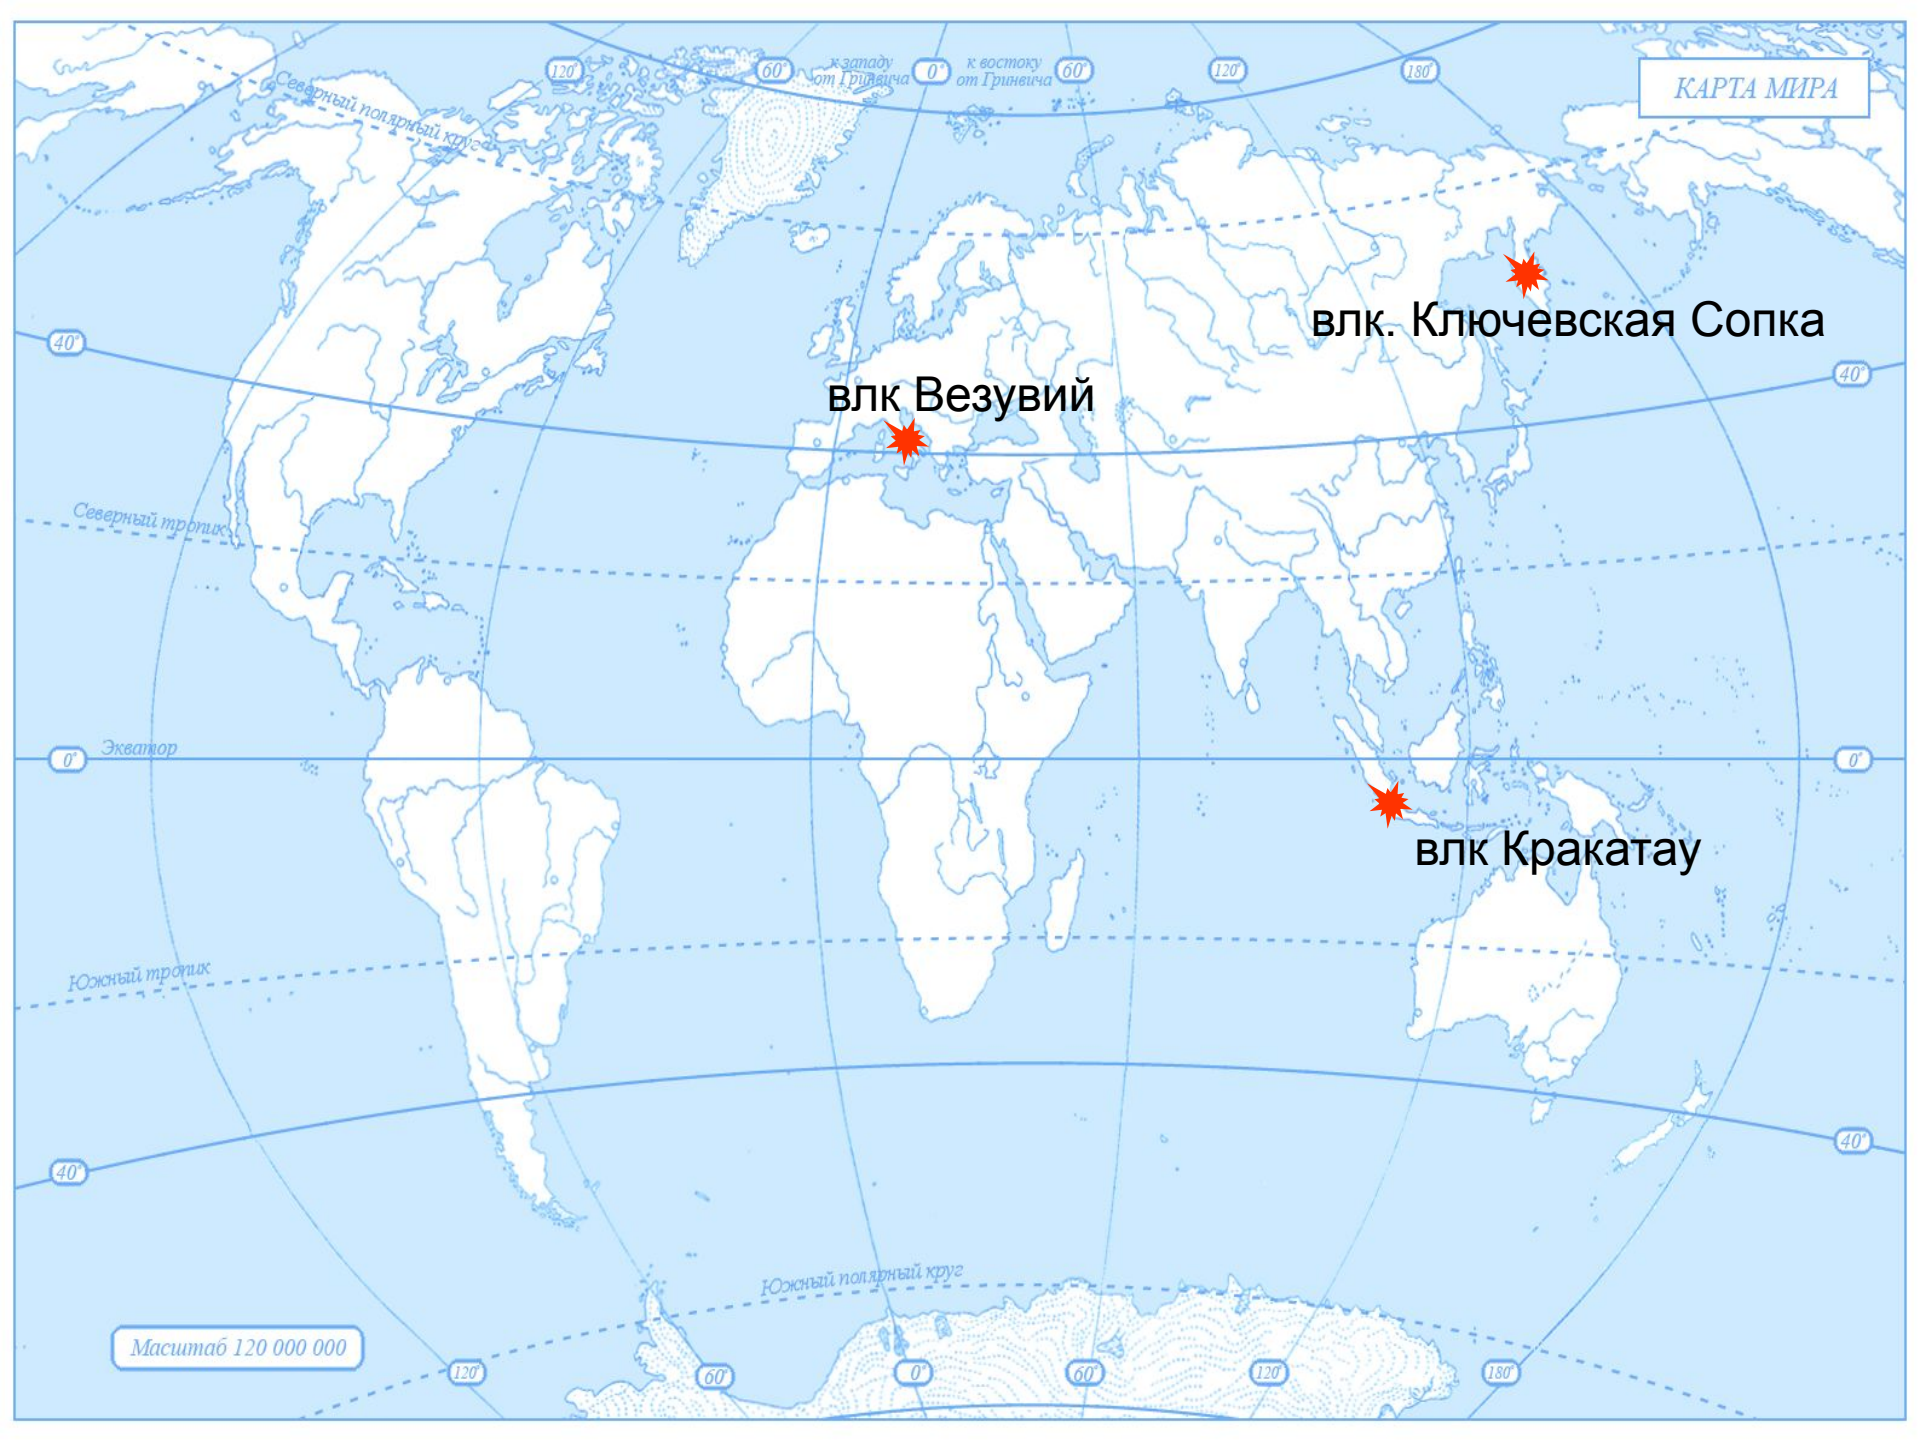 120°
60°
к западу
от Гринвича
0°
к востоку
от Гринвича
60°
120°
180°
КАРТА МИРА
Северный полярный круг
влк. Ключевская Сопка
40°
40°
влк Везувий
Северный тропик
Экватор
0°
0°
влк Кракатау
Южный тропик
40°
40°
Южный полярный круг
Масштаб 120 000 000
120°
60°
0°
60°
120°
180°